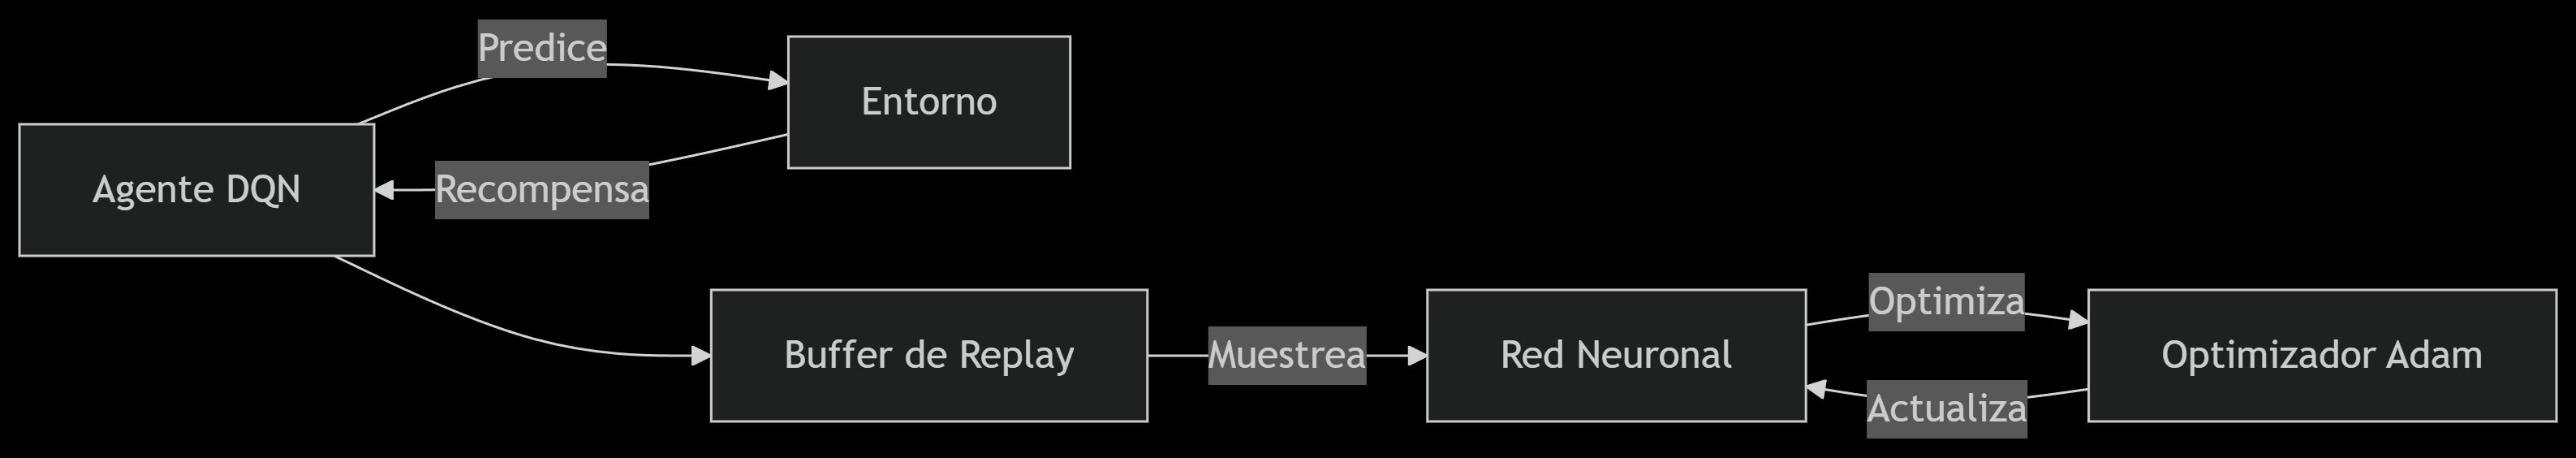 Predice
Entorno
Agente DQN
Recompensa
Buffer de Replay
Muestrea
Red Neuronal
Optimiza
Actualiza
Optimizador Adam